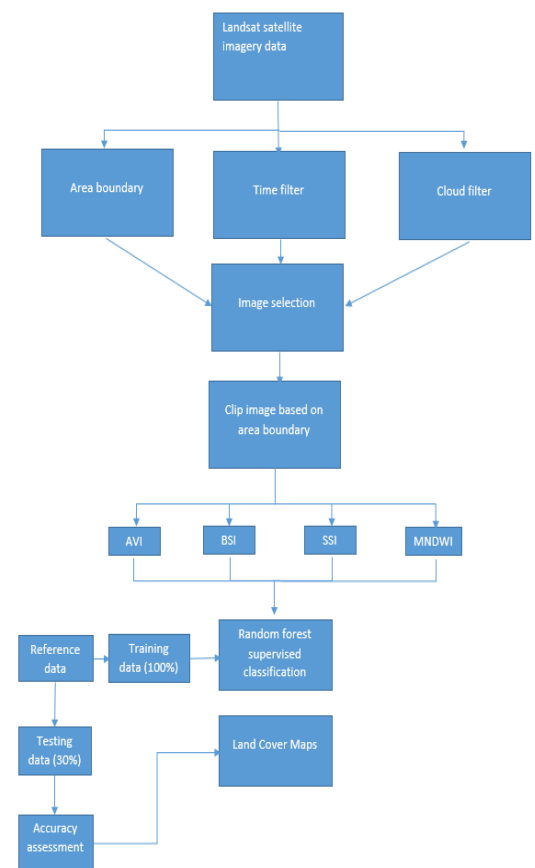 Landsat satellite
imagery data
Area boundary
Time filter
Cloud filter
Image selection
Clip image based on
area boundary
AVI
BSI
SSI
MNDWI
Reference
data
Training
data (100%)
Random forest
supervised
classification
Testing
data (30%)
Land Cover Maps
Accuracy
assessment